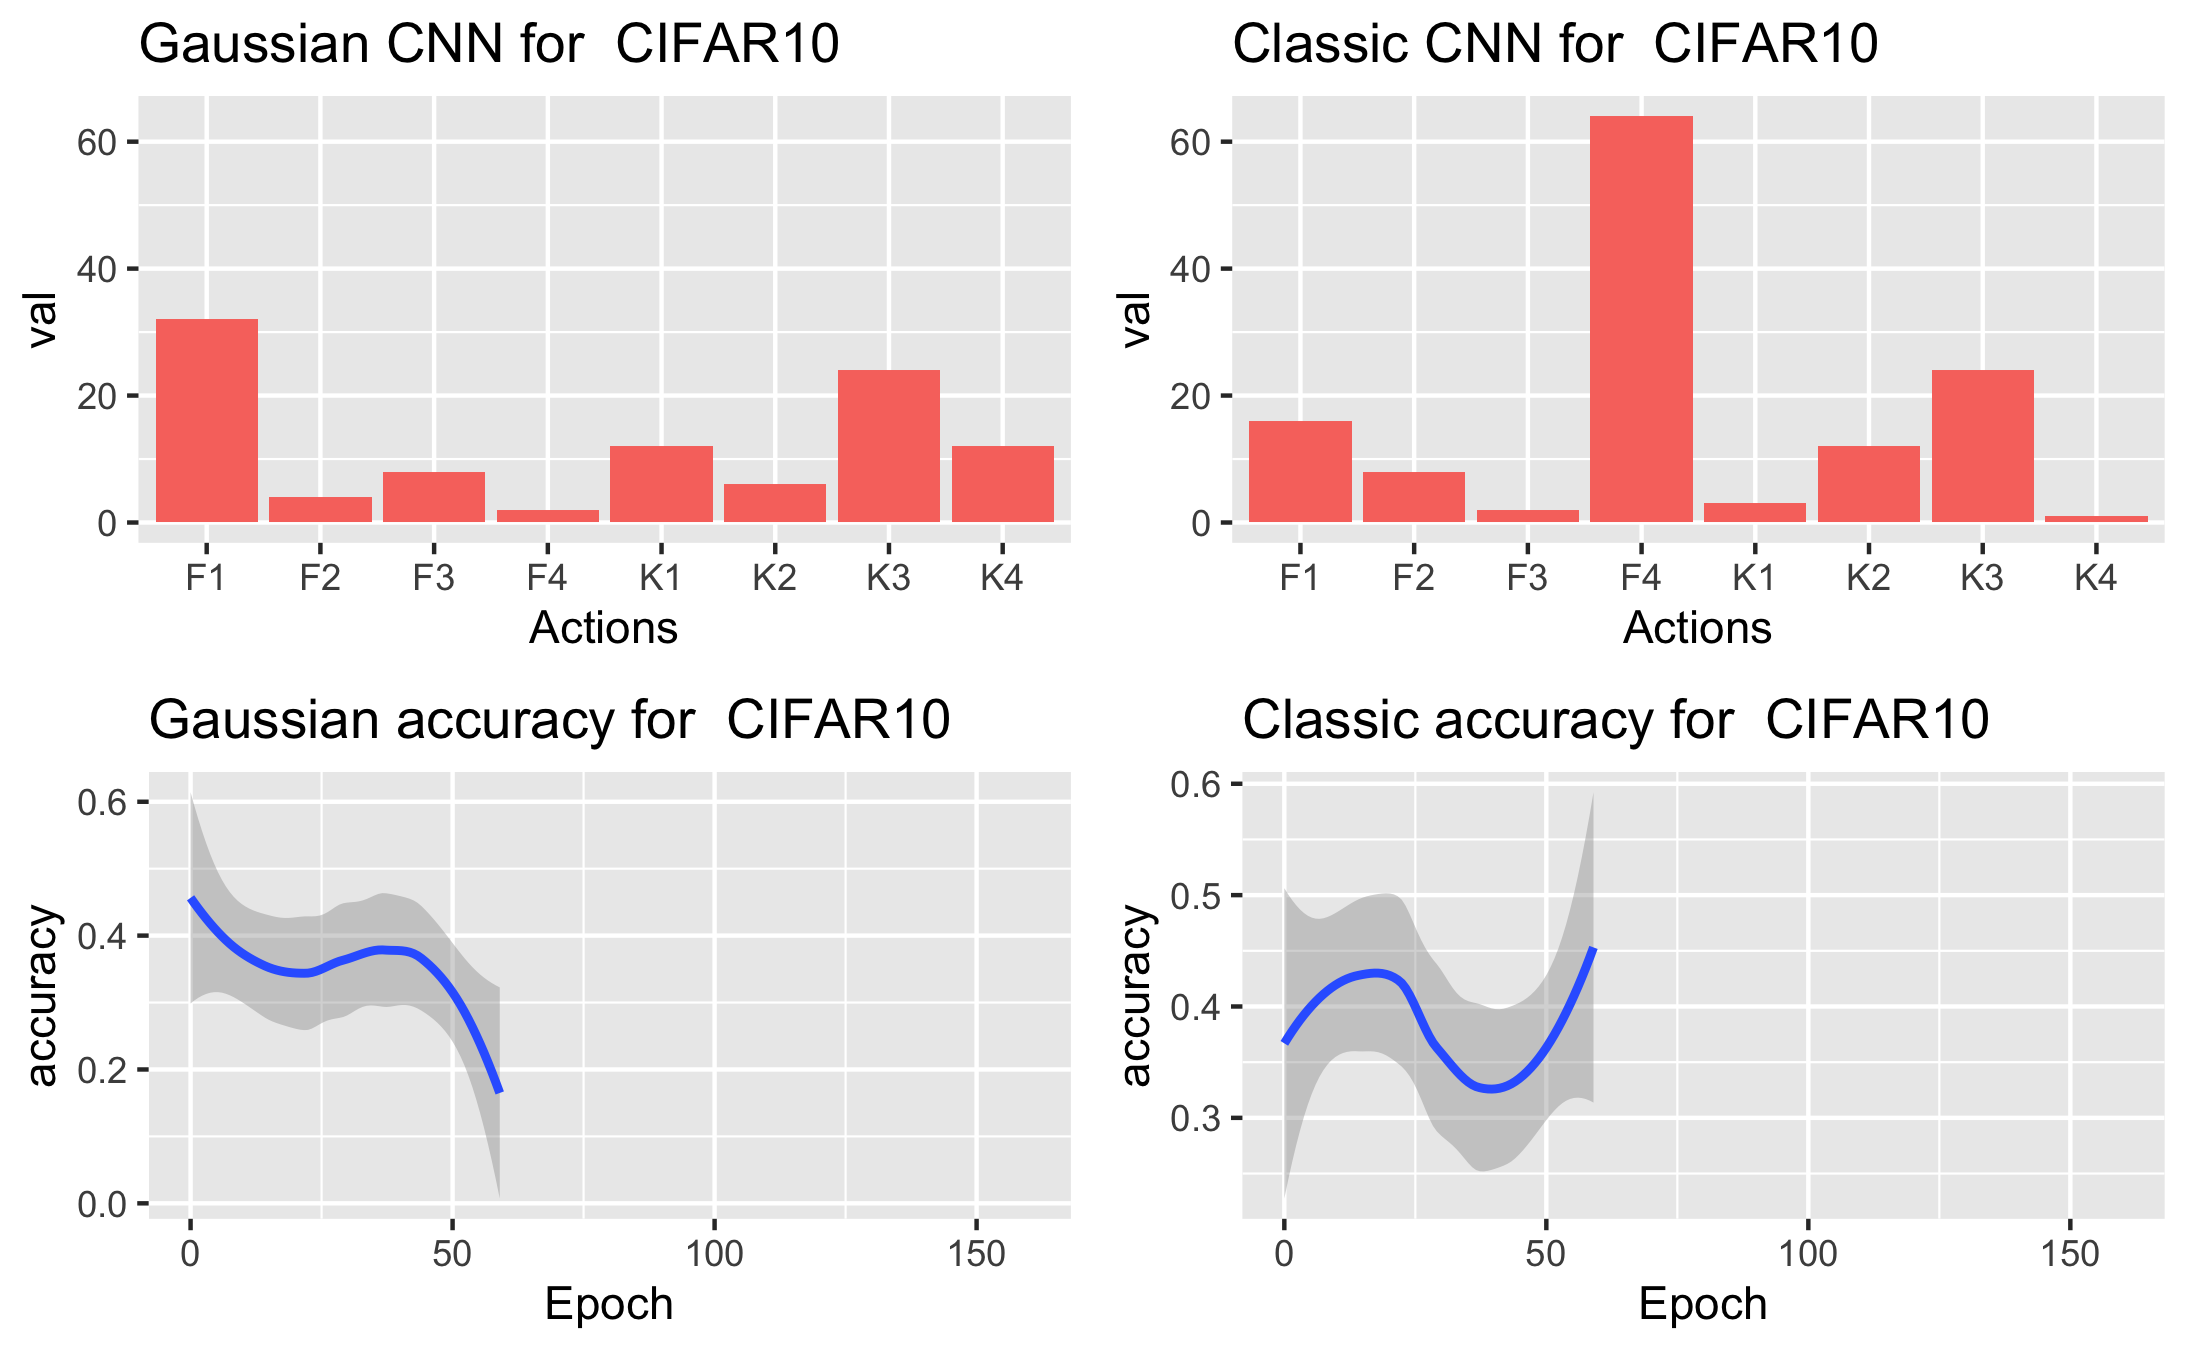 Gaussian CNN for  CIFAR10
60
40
20
0
val
F1 F2 F3 F4 K1 K2 K3 K4
Actions
Classic CNN for  CIFAR10
60
40
20
0
val
F1 F2 F3 F4 K1 K2 K3 K4
Actions
Gaussian accuracy for  CIFAR10
0.6
0.4
0.2
0.0
accuracy
0 50 100 150
Epoch
Classic accuracy for  CIFAR10
0.6
0.5
0.4
0.3
accuracy
0 50 100 150
Epoch